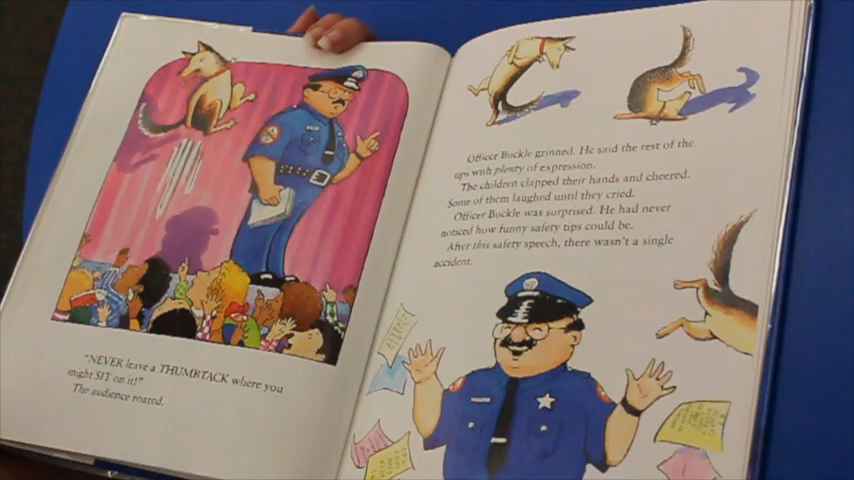 "NEVER leave a THUMBTACK where you
might SIT on it!"
The audience roared.
Officer Buckle grinned. He said the rest of the
tips with plenty of expression.
The children clapped their hands and cheered.
Some of them laughed until they cried.
Officer Buckle was surprised. He had never
noticed how funny safety tips could be.
After this safety speech, there wasn't a single
accident.